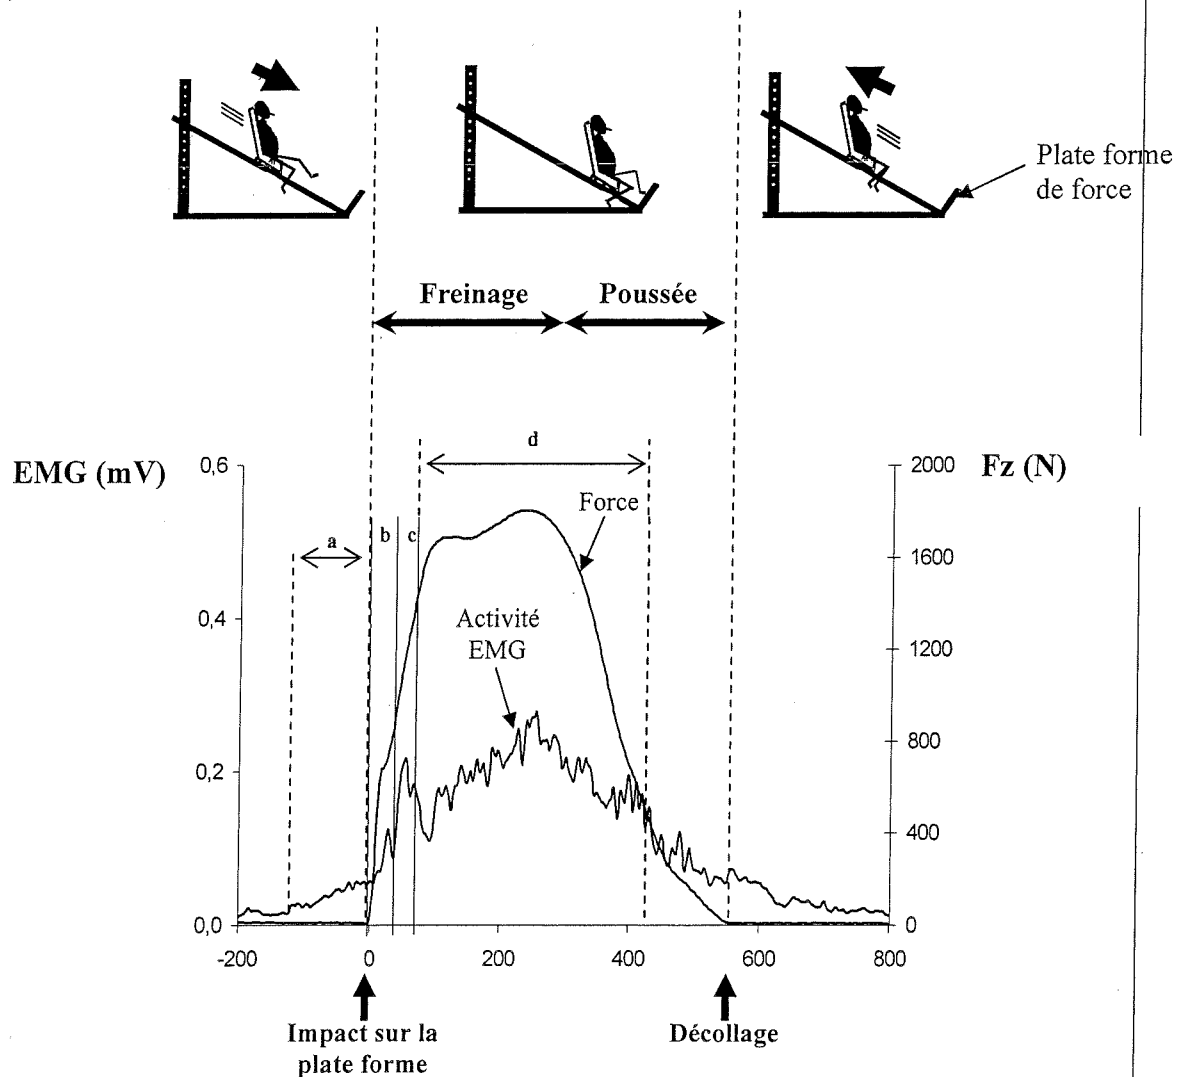 Plate forme
de force
Freinage
Poussée
EMG (mV)
Fz (N)
0,6
0,4
0,2
0,0
2000
1600
1200
800
400
0
a
b
c
d
Force
Activité
EMG
-200
0
200
400
600
800
Impact sur la
plate forme
Décollage